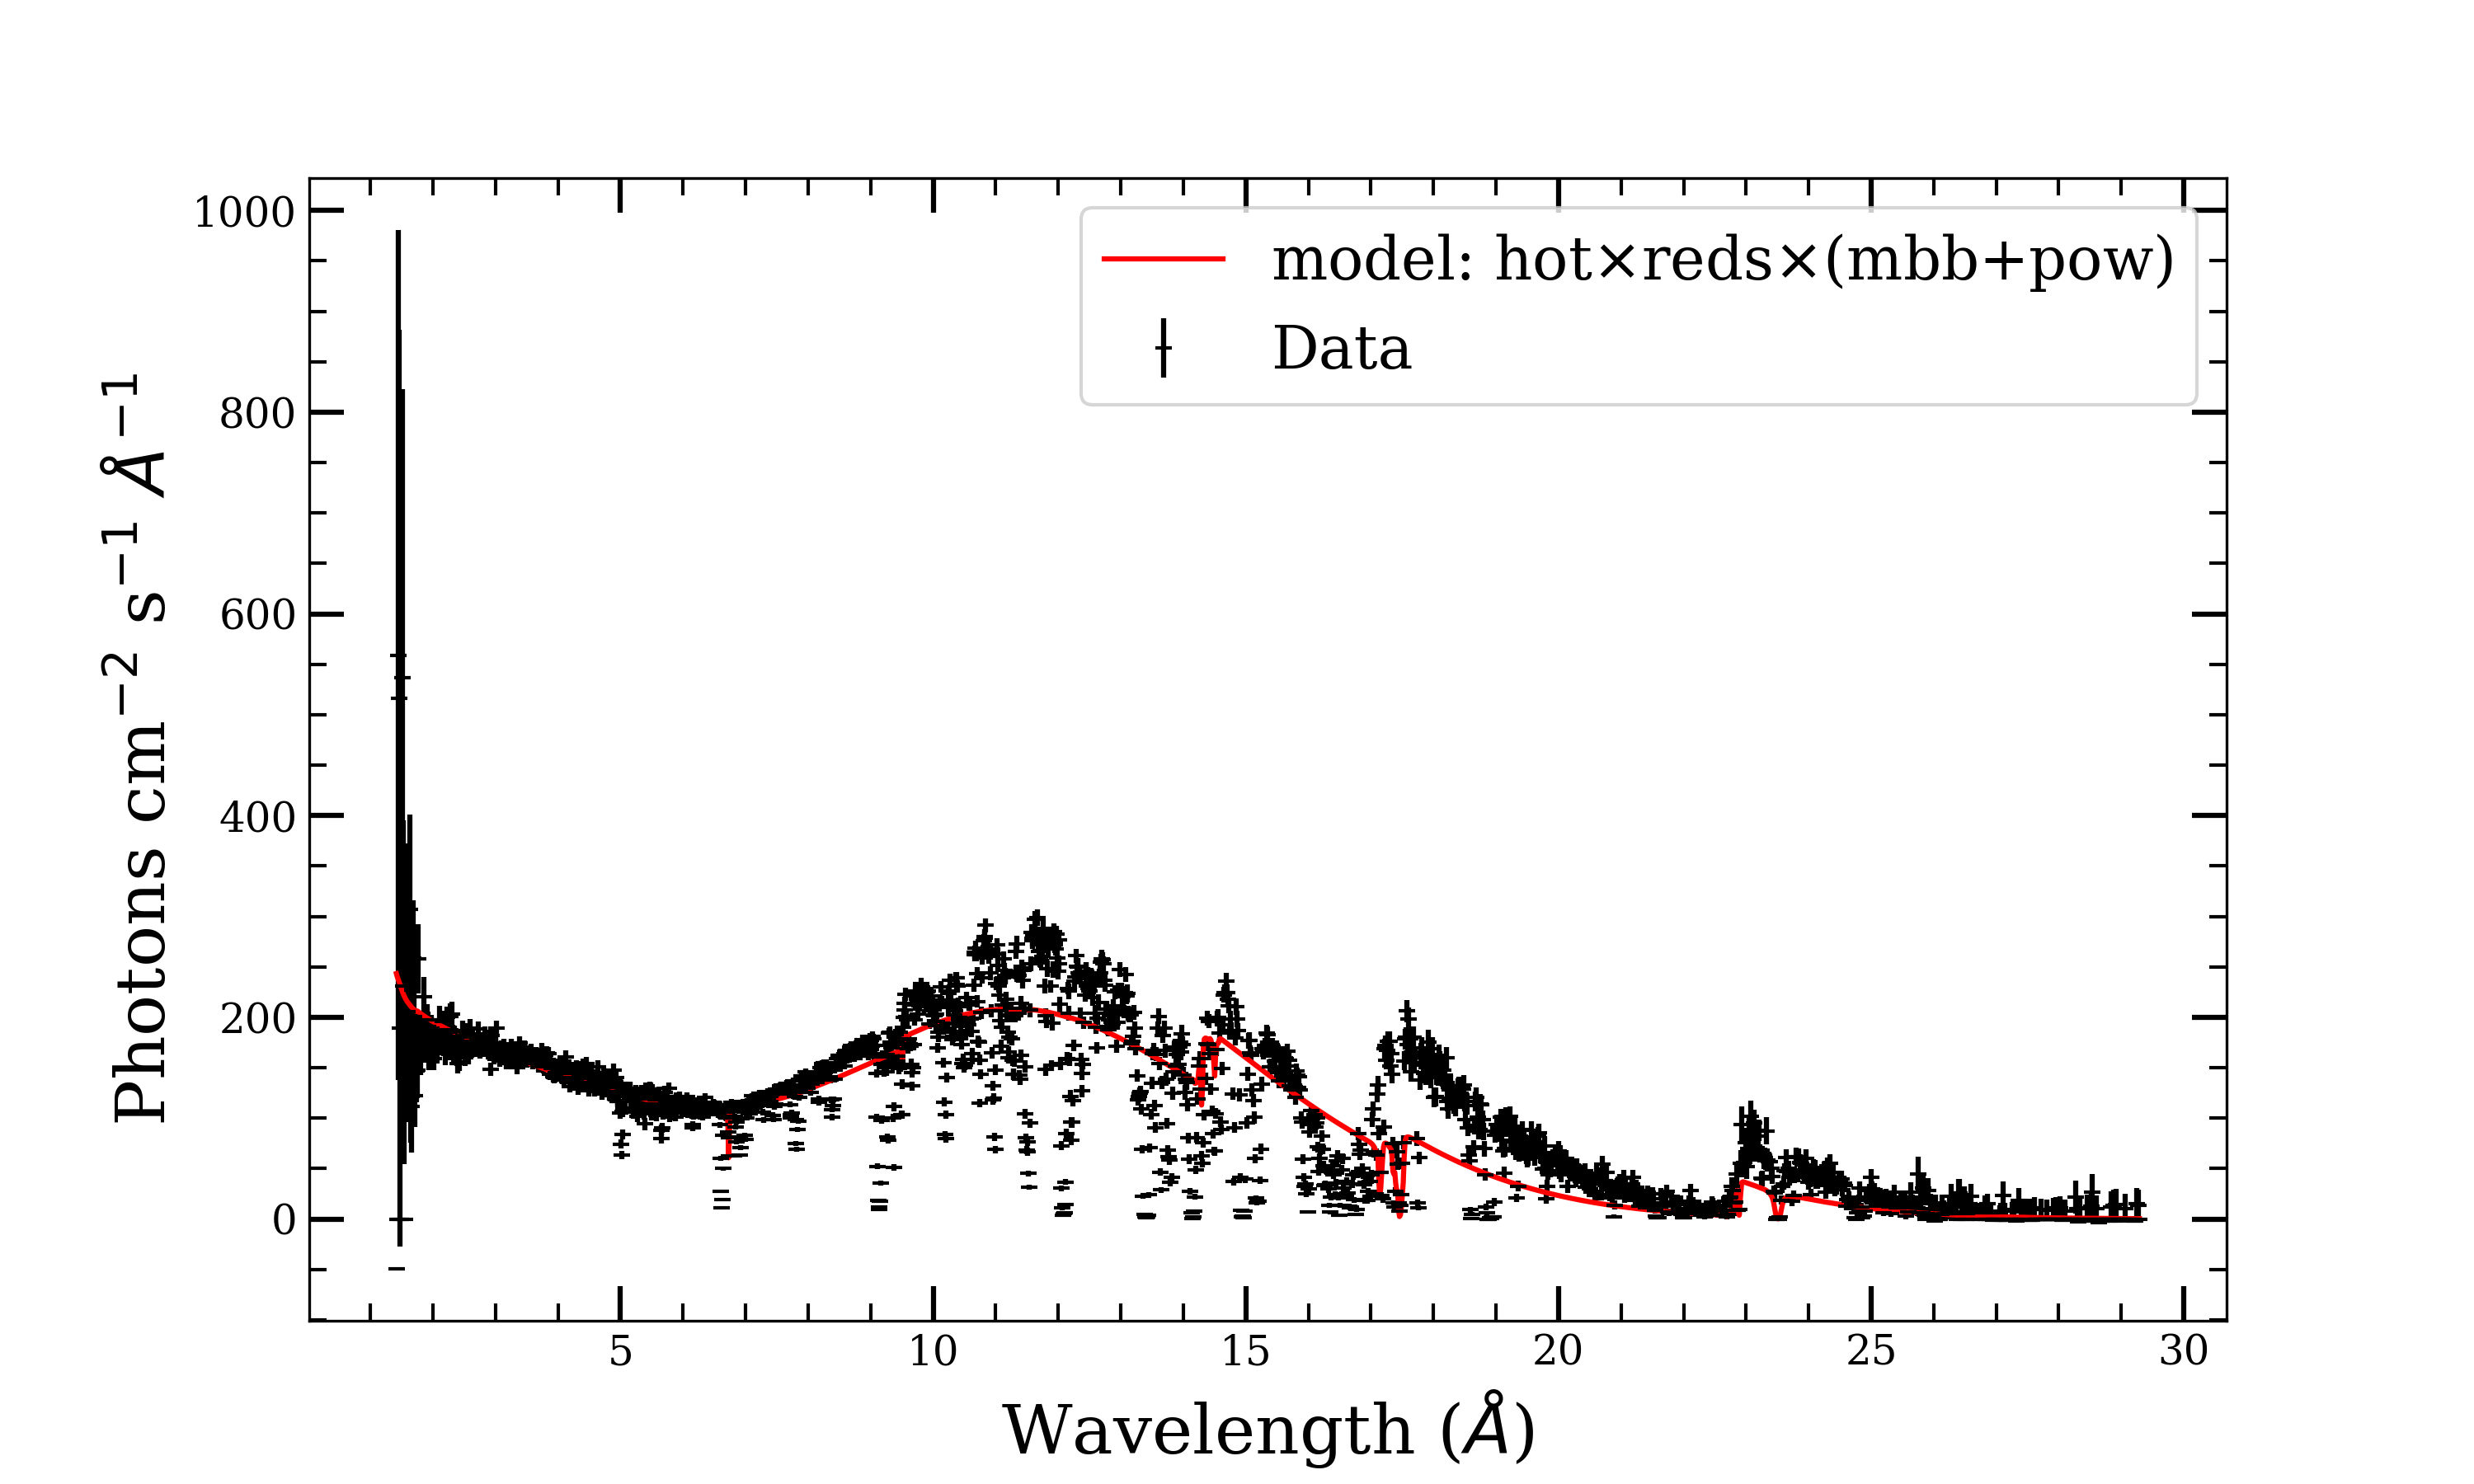 model: hot×reds×(mbb+pow)
Data
Photons cm⁻² s⁻¹ Å⁻¹
1000
800
600
400
200
0
5 10 15 20 25 30
Wavelength (Å)